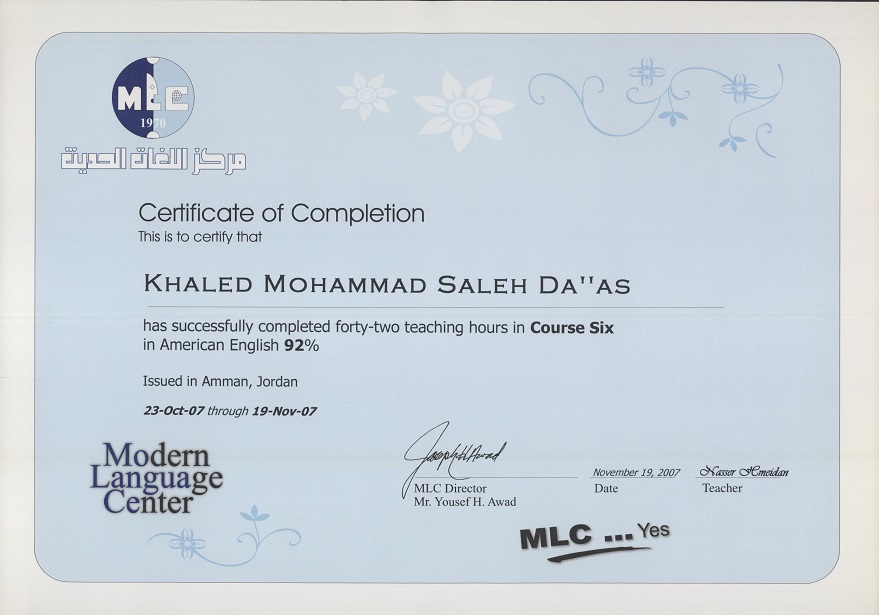 MLC
1970
مركز اللغات الحديث
Certificate of Completion
This is to certify that
Khaled Mohammad Saleh Da''as
has successfully completed forty-two teaching hours in Course Six
in American English 92%
Issued in Amman, Jordan
23-Oct-07 through 19-Nov-07
Modern
Language
Center
Joseph H Awad
MLC Director
Mr. Yousef H. Awad
November 19, 2007
Date
Nasser Hmeidan
Teacher
MLC ... Yes